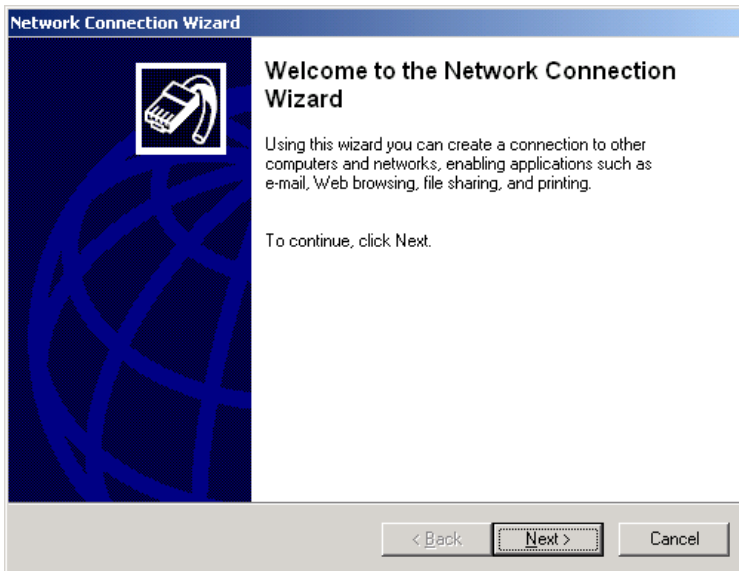 Network Connection Wizard
Welcome to the Network Connection
Wizard
Using this wizard you can create a connection to other
computers and networks, enabling applications such as
e-mail, Web browsing, file sharing, and printing.
To continue, click Next.
< Back
Next >
Cancel